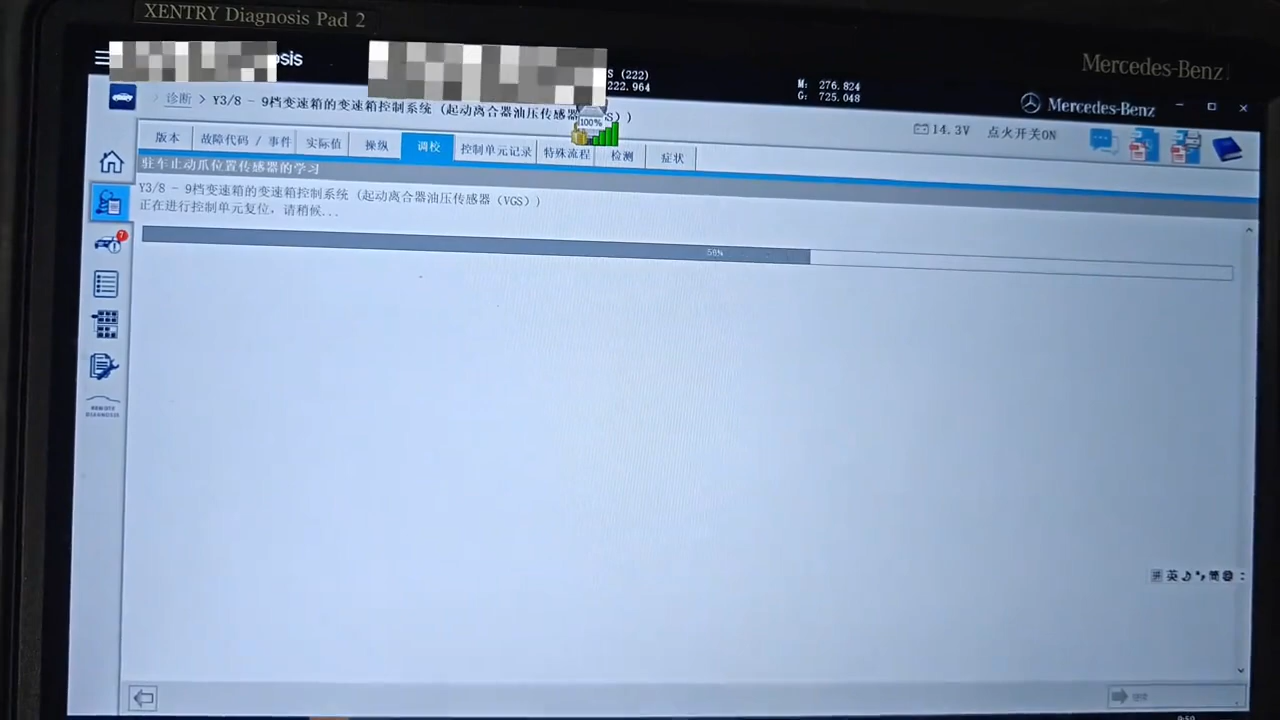 XENTRY Diagnosis Pad 2
osis
S (222)
222.964
M: 276.824
G: 725.048
Mercedes-Benz
Mercedes-Benz
诊断 > Y3/8 - 9档变速箱的变速箱控制系统 (起动离合器油压传感器
S) )
100%
14.3V 点火开关ON
版本 故障代码 / 事件 实际值 操纵 调校 控制单元记录 特殊流程 检测 症状
驻车止动爪位置传感器的学习
Y3/8 - 9档变速箱的变速箱控制系统 (起动离合器油压传感器 (VGS) )
正在进行控制单元复位，请稍候...
7
50%
REMOTE
DIAGNOSIS
拼 英 简